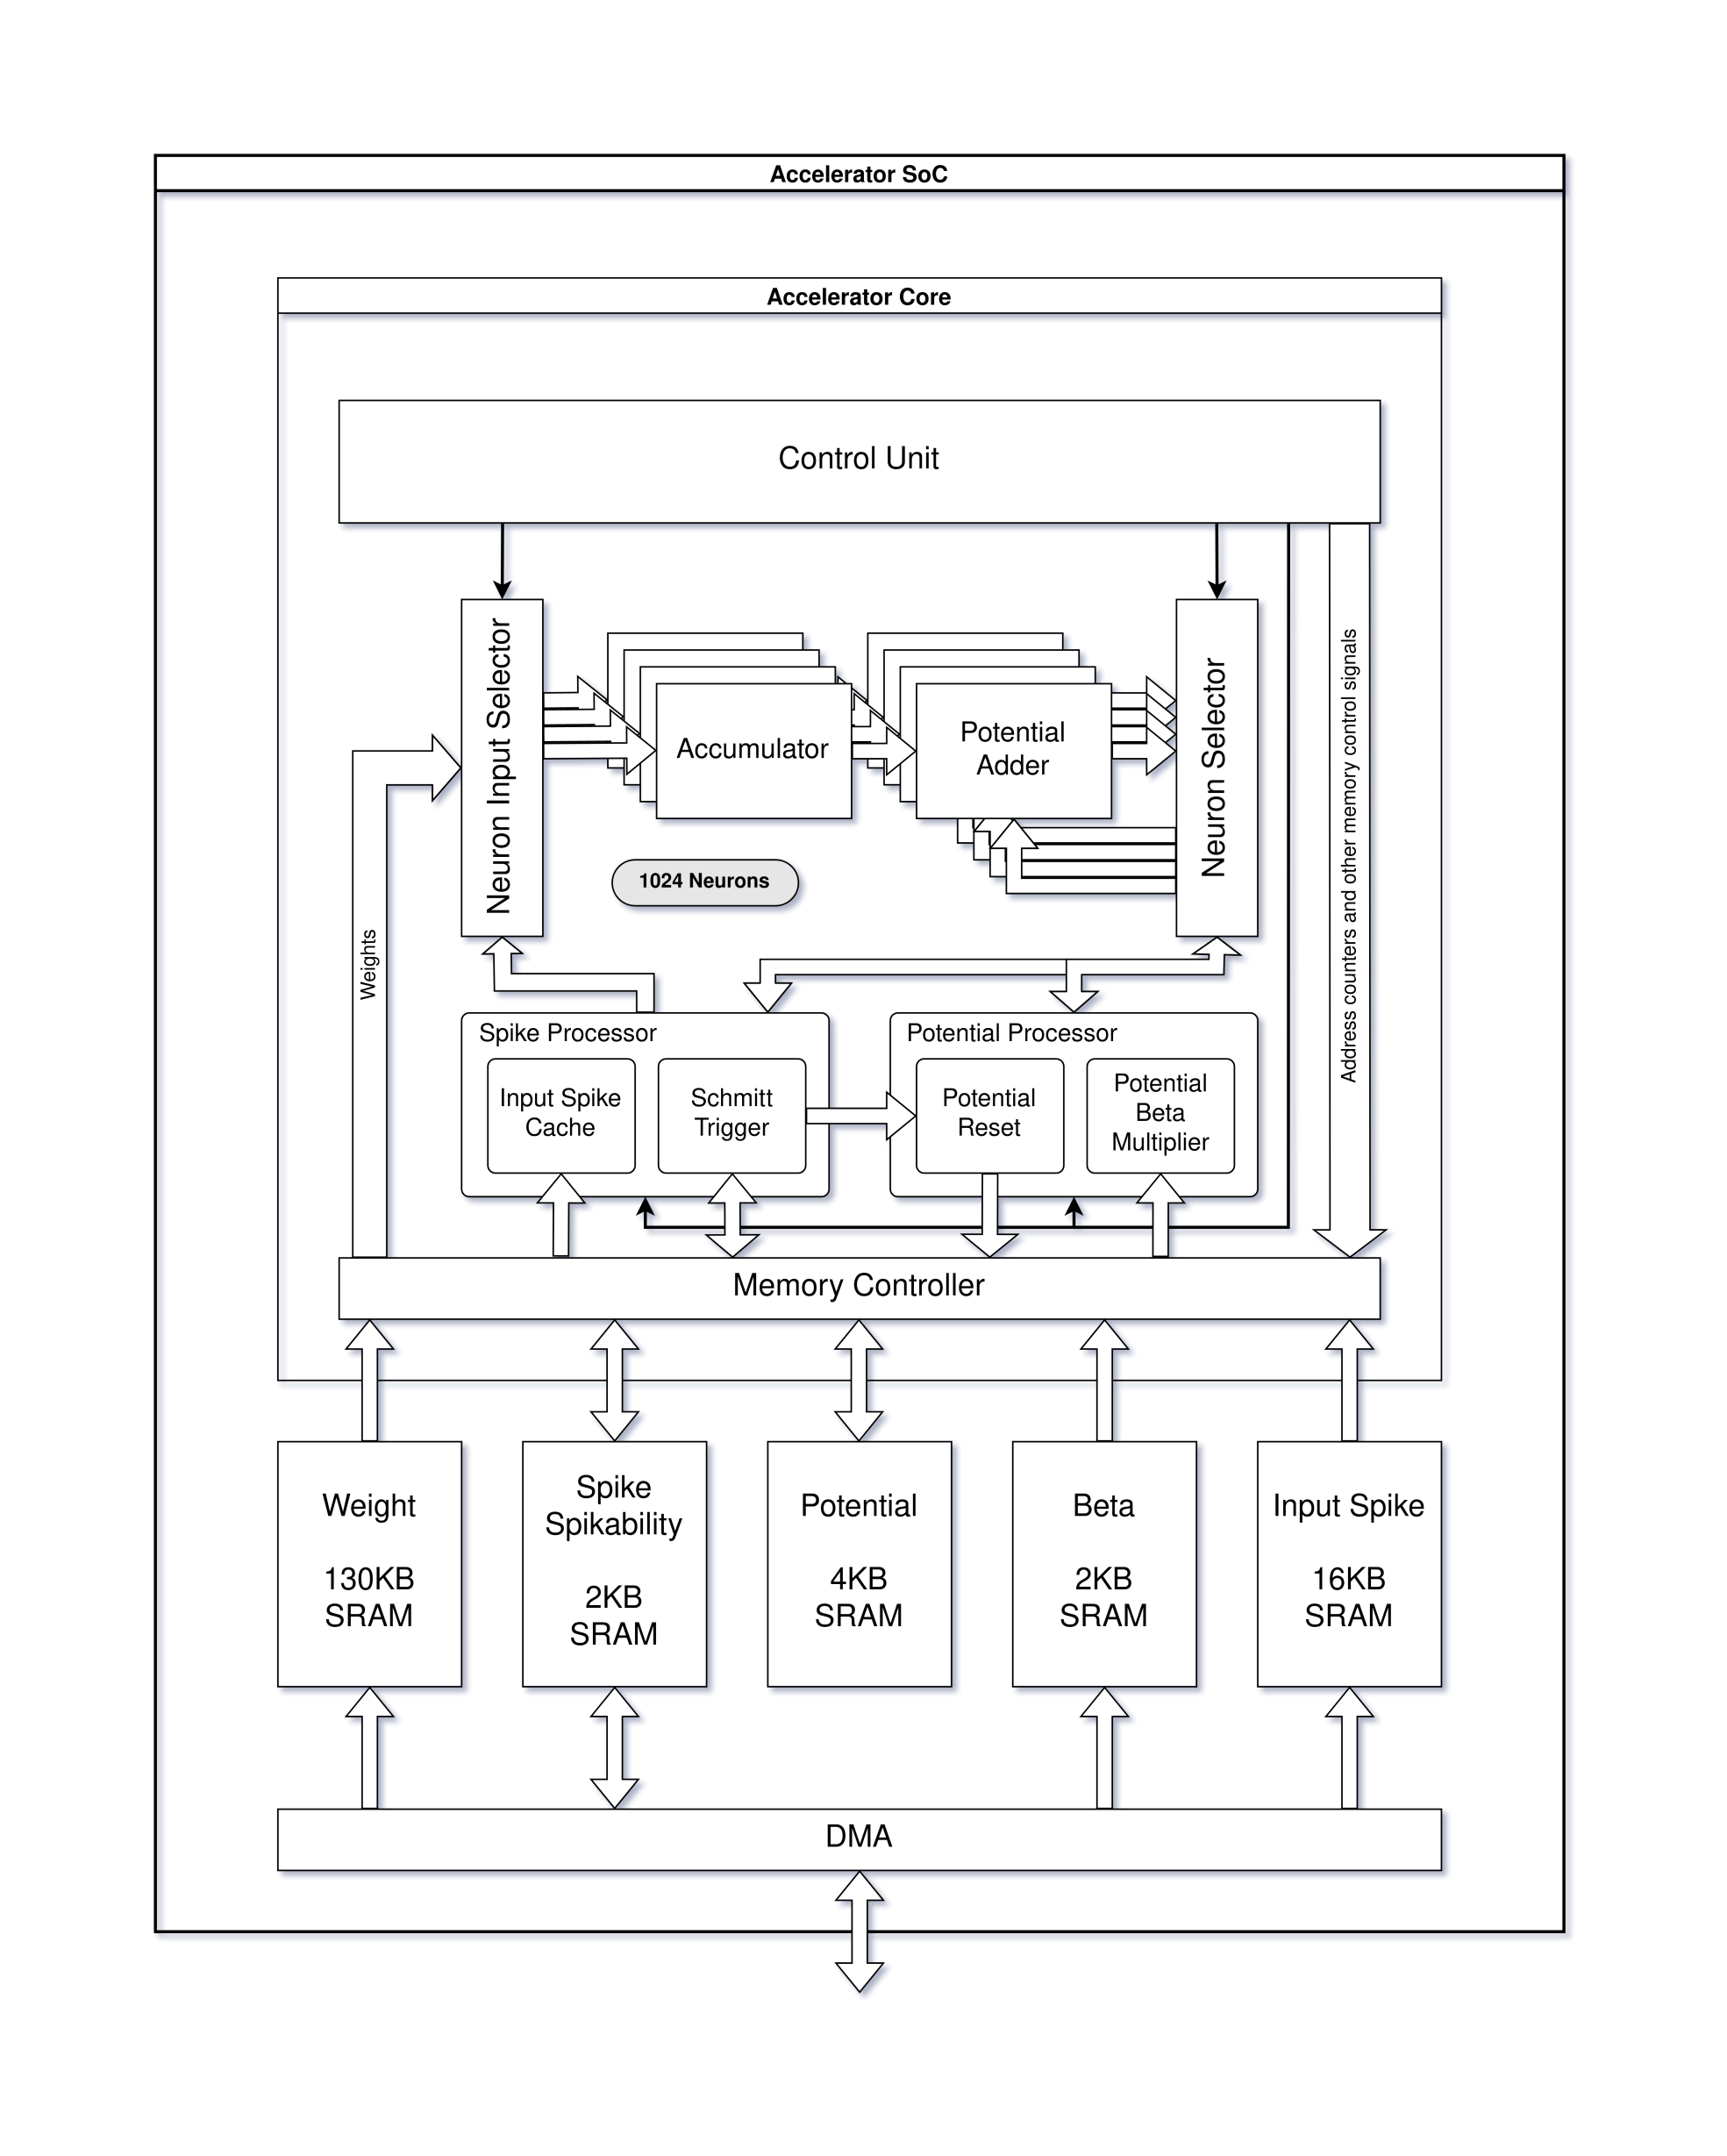 Accelerator SoC
Accelerator Core
Control Unit
Neuron Input Selector
Accumulator
Potential
Adder
Neuron Selector
Address counters and other memory control signals
1024 Neurons
Weights
Spike Processor
Input Spike
Cache
Schmitt
Trigger
Potential Processor
Potential
Reset
Potential
Beta
Multiplier
Memory Controller
Weight
130KB
SRAM
Spike
Spikability
2KB
SRAM
Potential
4KB
SRAM
Beta
2KB
SRAM
Input Spike
16KB
SRAM
DMA